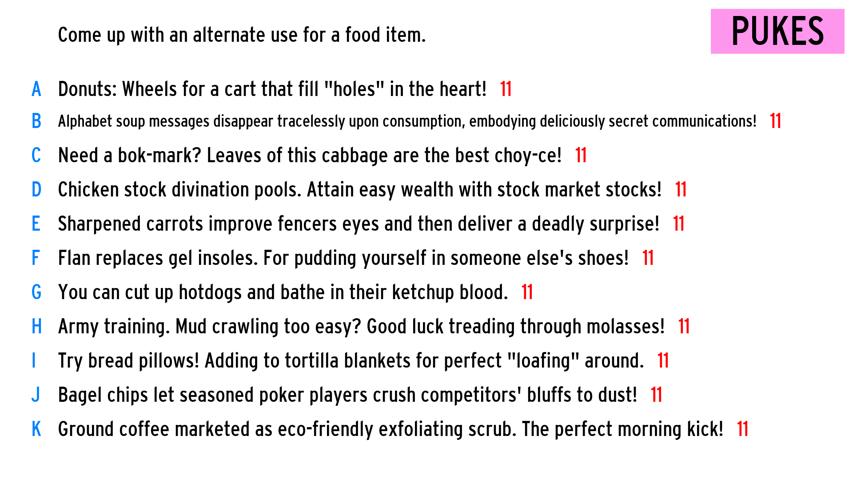 Come up with an alternate use for a food item.
PUKES
A Donuts: Wheels for a cart that fill "holes" in the heart! 11
B Alphabet soup messages disappear tracelessly upon consumption, embodying deliciously secret communications! 11
C Need a bok-mark? Leaves of this cabbage are the best choy-ce! 11
D Chicken stock divination pools. Attain easy wealth with stock market stocks! 11
E Sharpened carrots improve fencers eyes and then deliver a deadly surprise! 11
F Flan replaces gel insoles. For pudding yourself in someone else's shoes! 11
G You can cut up hotdogs and bathe in their ketchup blood. 11
H Army training. Mud crawling too easy? Good luck treading through molasses! 11
I Try bread pillows! Adding to tortilla blankets for perfect "loafing" around. 11
J Bagel chips let seasoned poker players crush competitors' bluffs to dust! 11
K Ground coffee marketed as eco-friendly exfoliating scrub. The perfect morning kick! 11